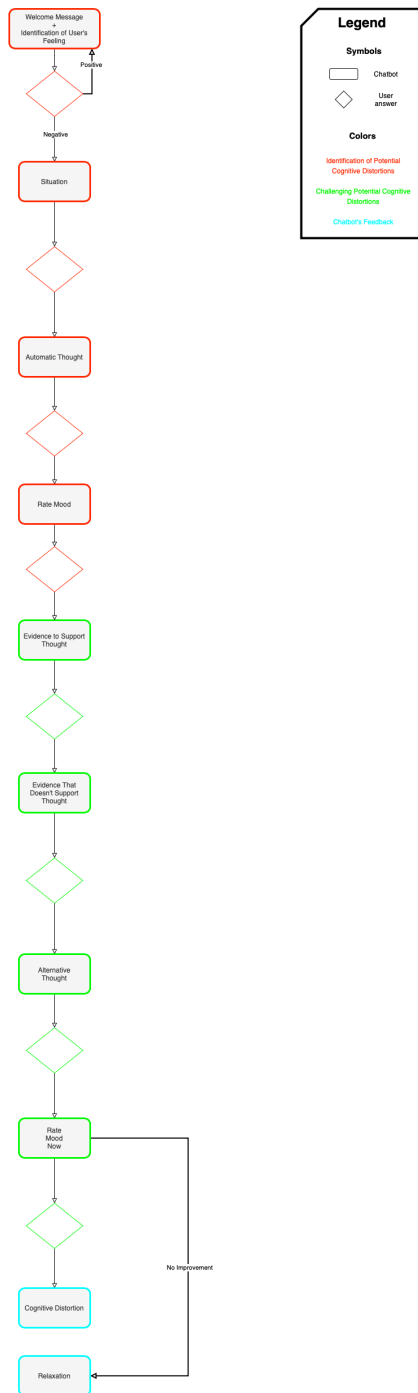 Welcome Message
+
Identification of User's
Feeling
Positive
Negative
Situation
Automatic Thought
Rate Mood
Evidence to Support
Thought
Evidence That
Doesn't Support
Thought
Alternative
Thought
Rate
Mood
Now
No Improvement
Cognitive Distortion
Relaxation
Legend
Symbols
Chatbot
User
answer
Colors
Identification of Potential
Cognitive Distortions
Challenging Potential Cognitive
Distortions
Chatbot's Feedback